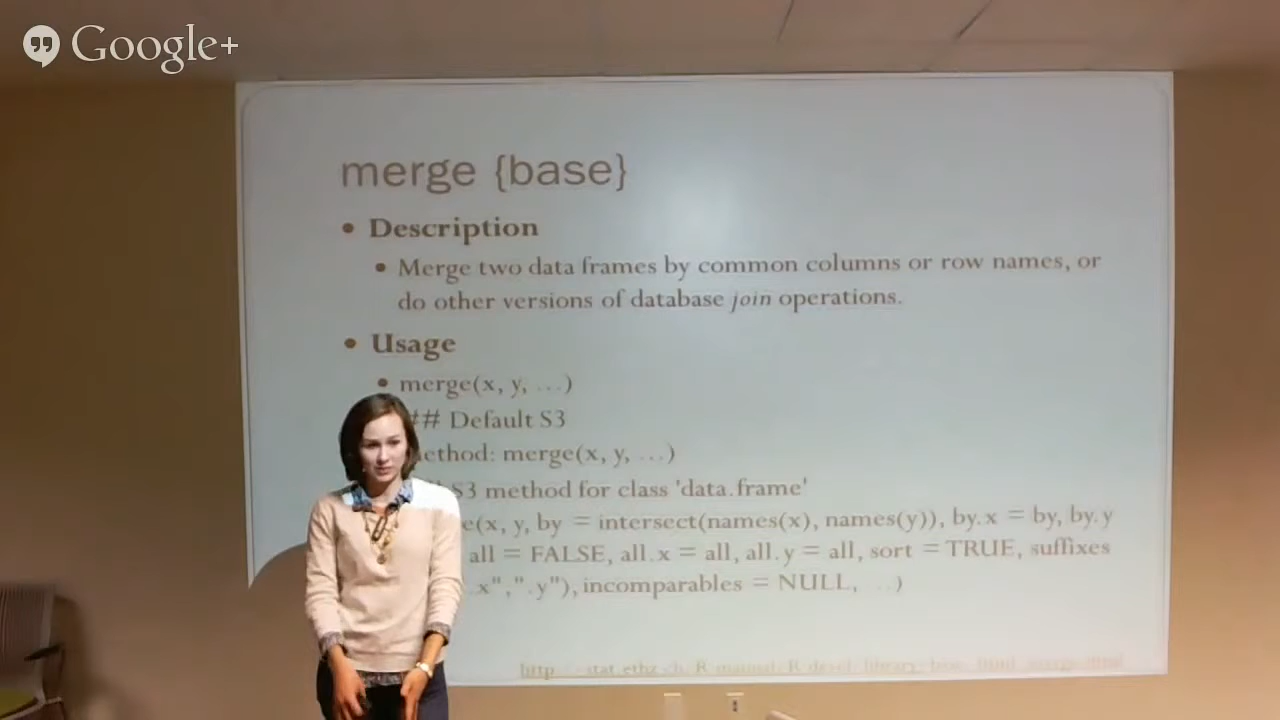 Google+
merge {base}
• Description
• Merge two data frames by common columns or row names, or
do other versions of database join operations.
• Usage
• merge(x, y, ...)
## Default S3
ethod: merge(x, y, ...)
S3 method for class 'data.frame'
e(x, y, by = intersect(names(x), names(y)), by.x = by, by.y
all = FALSE, all.x = all, all.y = all, sort = TRUE, suffixes
x",".y"), incomparables = NULL, ...)